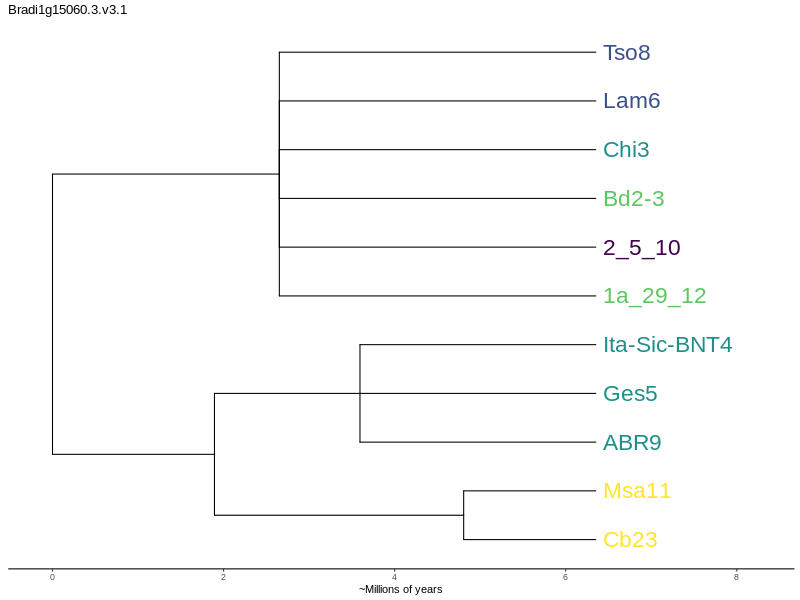 Bradi1g15060.3.v3.1
Tso8
Lam6
Chi3
Bd2-3
2_5_10
1a_29_12
Ita-Sic-BNT4
Ges5
ABR9
Msa11
Cb23
0 2 4 6 8
~Millions of years